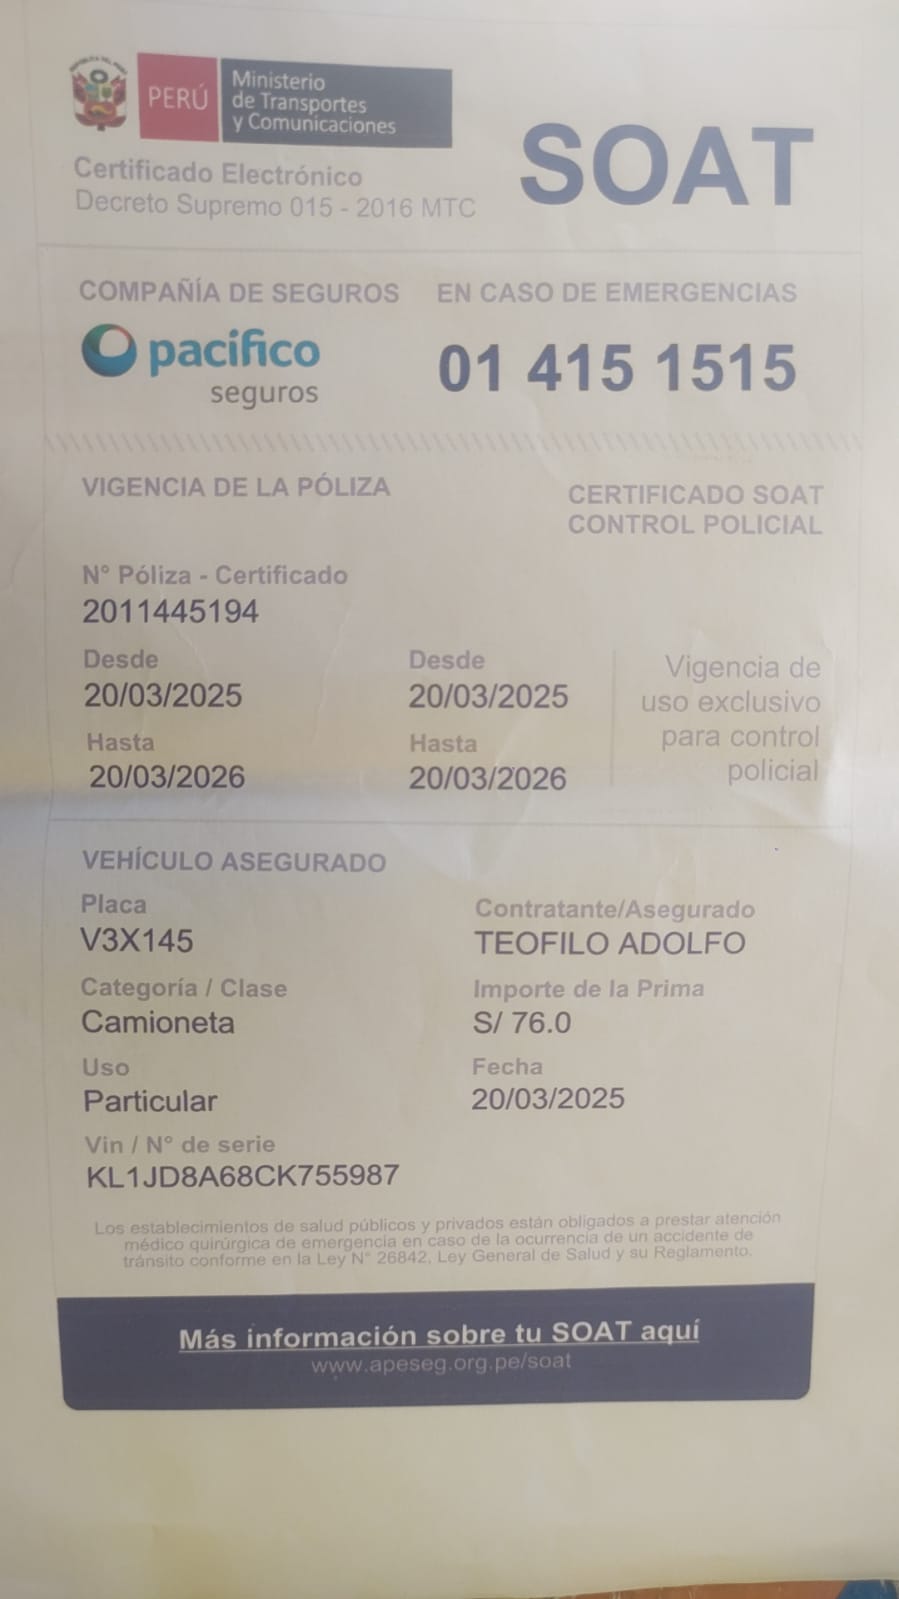 PERÚ
Ministerio
de Transportes
y Comunicaciones
SOAT
Certificado Electrónico
Decreto Supremo 015 - 2016 MTC
COMPAÑÍA DE SEGUROS
EN CASO DE EMERGENCIAS
pacífico
seguros
01 415 1515
VIGENCIA DE LA PÓLIZA
CERTIFICADO SOAT
CONTROL POLICIAL
N° Póliza - Certificado
2011445194
Desde
20/03/2025
Hasta
20/03/2026
Desde
20/03/2025
Hasta
20/03/2026
Vigencia de
uso exclusivo
para control
policial
VEHÍCULO ASEGURADO
Placa
V3X145
Contratante/Asegurado
TEOFILO ADOLFO
Categoría / Clase
Camioneta
Importe de la Prima
S/ 76.0
Uso
Particular
Fecha
20/03/2025
Vin / N° de serie
KL1JD8A68CK755987
Los establecimientos de salud públicos y privados están obligados a prestar atención
médico quirúrgica de emergencia en caso de la ocurrencia de un accidente de
tránsito conforme en la Ley N° 26842, Ley General de Salud y su Reglamento.
Más información sobre tu SOAT aquí
www.apeseg.org.pe/soat